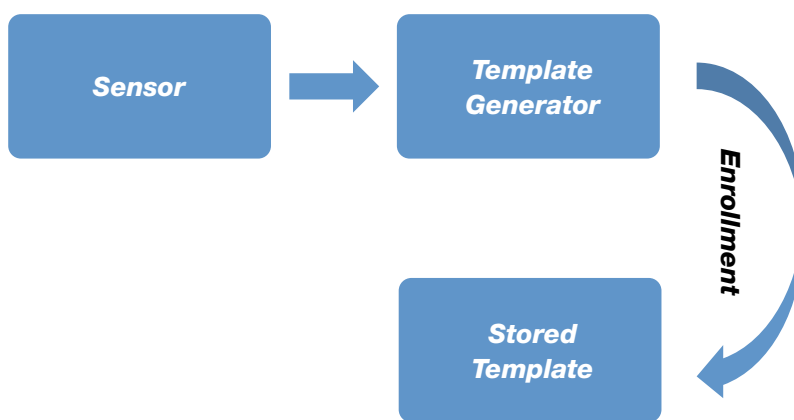 Sensor
Template
Generator
Enrollment
Stored
Template